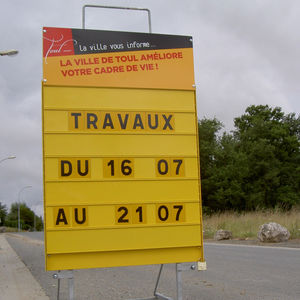 Toul
la ville vous informe...
LA VILLE DE TOUL AMÉLIORE
VOTRE CADRE DE VIE !
TRAVAUX
DU 16 07
AU 21 07